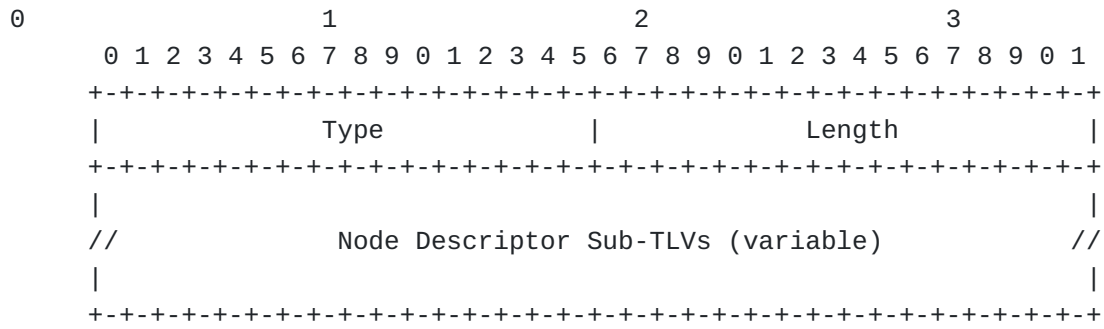 0                   1                   2                   3
      0 1 2 3 4 5 6 7 8 9 0 1 2 3 4 5 6 7 8 9 0 1 2 3 4 5 6 7 8 9 0 1
     +-+-+-+-+-+-+-+-+-+-+-+-+-+-+-+-+-+-+-+-+-+-+-+-+-+-+-+-+-+-+-+-+
     |              Type             |             Length            |
     +-+-+-+-+-+-+-+-+-+-+-+-+-+-+-+-+-+-+-+-+-+-+-+-+-+-+-+-+-+-+-+-+
     |                                                               |
     //              Node Descriptor Sub-TLVs (variable)            //
     |                                                               |
     +-+-+-+-+-+-+-+-+-+-+-+-+-+-+-+-+-+-+-+-+-+-+-+-+-+-+-+-+-+-+-+-+